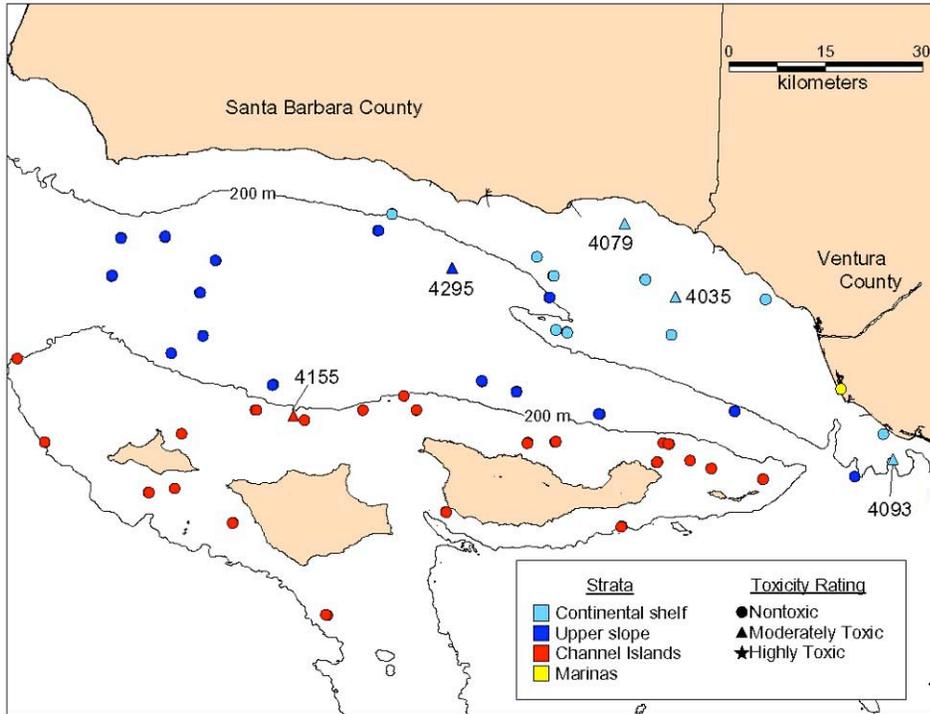 0 15 30
kilometers
Santa Barbara County
200 m
4079
Ventura
County
4295
4035
4155
200 m
4093
Strata
Continental shelf
Upper slope
Channel Islands
Marinas
Toxicity Rating
Nontoxic
Moderately Toxic
Highly Toxic